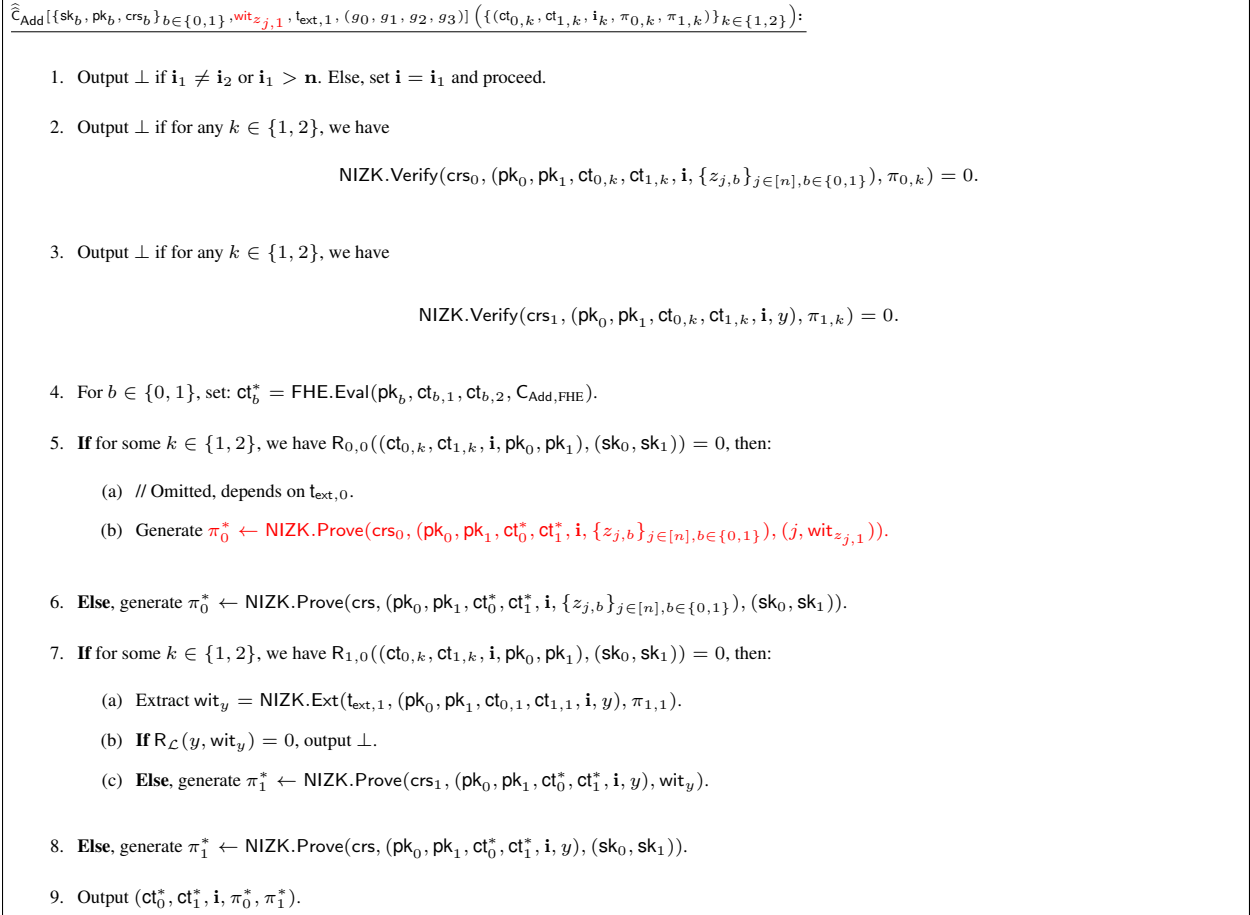 Ĉ̂_Add[{sk_b, pk_b, crs_b}_{b∈{0,1}}, wit_{z_{j,1}}, t_{ext,1}, (g_0, g_1, g_2, g_3)] ({(ct_{0,k}, ct_{1,k}, i_k, π_{0,k}, π_{1,k})}_{k∈{1,2}}):
1. Output ⊥ if i_1 ≠ i_2 or i_1 > n. Else, set i = i_1 and proceed.
2. Output ⊥ if for any k ∈ {1, 2}, we have
NIZK.Verify(crs_0, (pk_0, pk_1, ct_{0,k}, ct_{1,k}, i, {z_{j,b}}_{j∈[n],b∈{0,1}}), π_{0,k}) = 0.
3. Output ⊥ if for any k ∈ {1, 2}, we have
NIZK.Verify(crs_1, (pk_0, pk_1, ct_{0,k}, ct_{1,k}, i, y), π_{1,k}) = 0.
4. For b ∈ {0, 1}, set: ct*_b = FHE.Eval(pk_b, ct_{b,1}, ct_{b,2}, C_{Add,FHE}).
5. If for some k ∈ {1, 2}, we have R_{0,0}((ct_{0,k}, ct_{1,k}, i, pk_0, pk_1), (sk_0, sk_1)) = 0, then:
(a) // Omitted, depends on t_{ext,0}.
(b) Generate π*_0 ← NIZK.Prove(crs_0, (pk_0, pk_1, ct*_0, ct*_1, i, {z_{j,b}}_{j∈[n],b∈{0,1}}), (j, wit_{z_{j,1}})).
6. Else, generate π*_0 ← NIZK.Prove(crs, (pk_0, pk_1, ct*_0, ct*_1, i, {z_{j,b}}_{j∈[n],b∈{0,1}}), (sk_0, sk_1)).
7. If for some k ∈ {1, 2}, we have R_{1,0}((ct_{0,k}, ct_{1,k}, i, pk_0, pk_1), (sk_0, sk_1)) = 0, then:
(a) Extract wit_y = NIZK.Ext(t_{ext,1}, (pk_0, pk_1, ct_{0,1}, ct_{1,1}, i, y), π_{1,1}).
(b) If R_ℒ(y, wit_y) = 0, output ⊥.
(c) Else, generate π*_1 ← NIZK.Prove(crs_1, (pk_0, pk_1, ct*_0, ct*_1, i, y), wit_y).
8. Else, generate π*_1 ← NIZK.Prove(crs, (pk_0, pk_1, ct*_0, ct*_1, i, y), (sk_0, sk_1)).
9. Output (ct*_0, ct*_1, i, π*_0, π*_1).